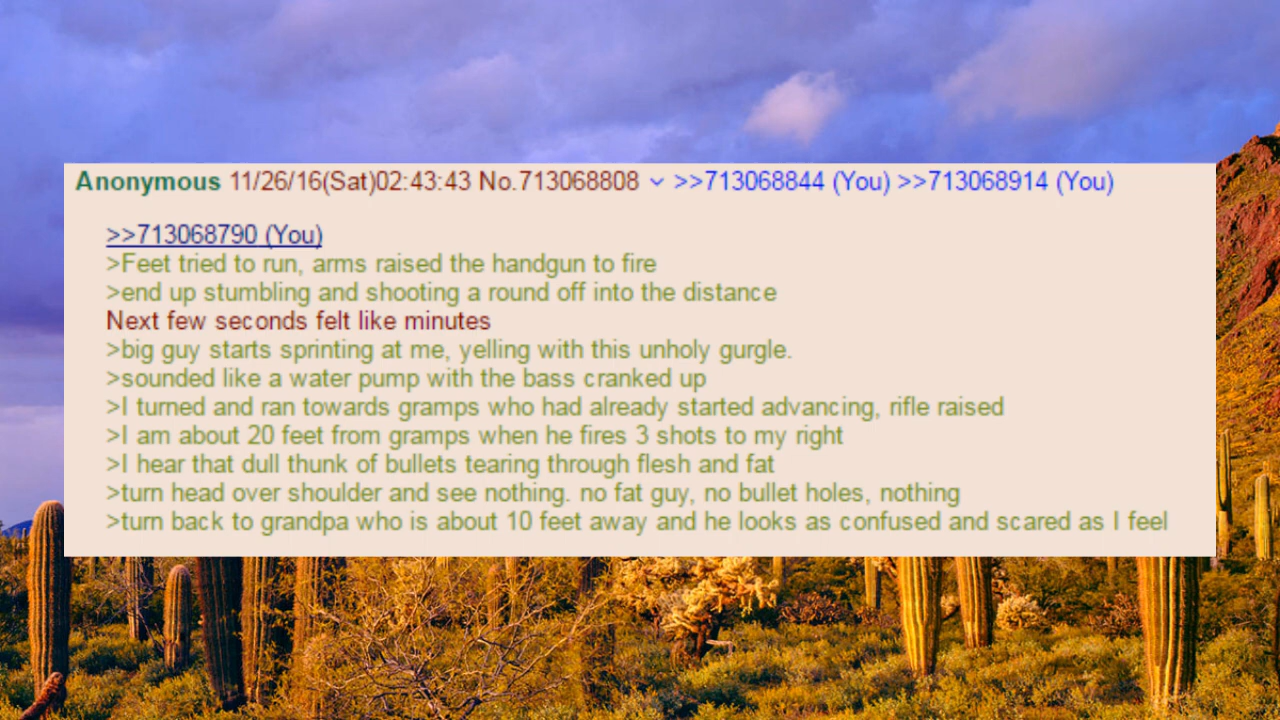 Anonymous 11/26/16(Sat)02:43:43 No.713068808 >>713068844 (You) >>713068914 (You)
>>713068790 (You)
>Feet tried to run, arms raised the handgun to fire
>end up stumbling and shooting a round off into the distance
Next few seconds felt like minutes
>big guy starts sprinting at me, yelling with this unholy gurgle.
>sounded like a water pump with the bass cranked up
>I turned and ran towards gramps who had already started advancing, rifle raised
>I am about 20 feet from gramps when he fires 3 shots to my right
>I hear that dull thunk of bullets tearing through flesh and fat
>turn head over shoulder and see nothing. no fat guy, no bullet holes, nothing
>turn back to grandpa who is about 10 feet away and he looks as confused and scared as I feel